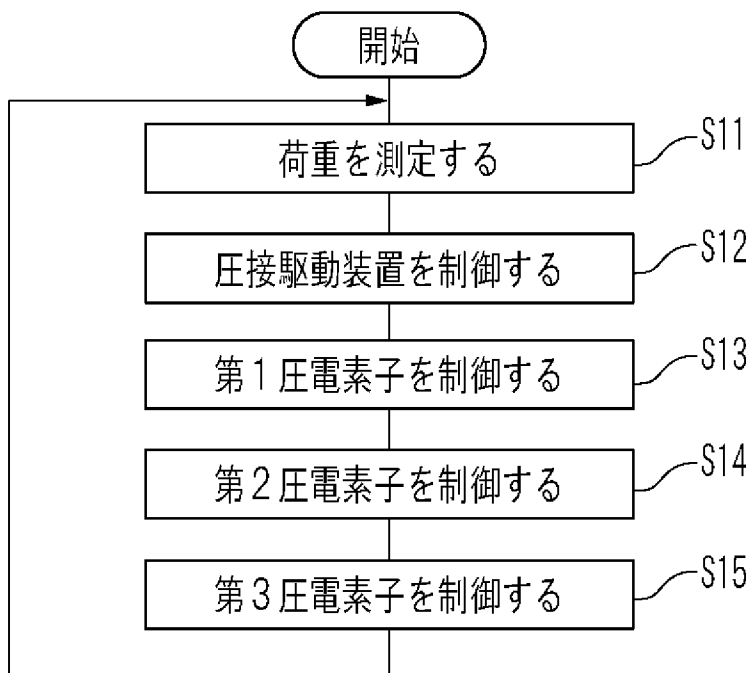 開始
荷重を測定する
S11
圧接駆動装置を制御する
S12
第1圧電素子を制御する
S13
第2圧電素子を制御する
S14
第3圧電素子を制御する
S15